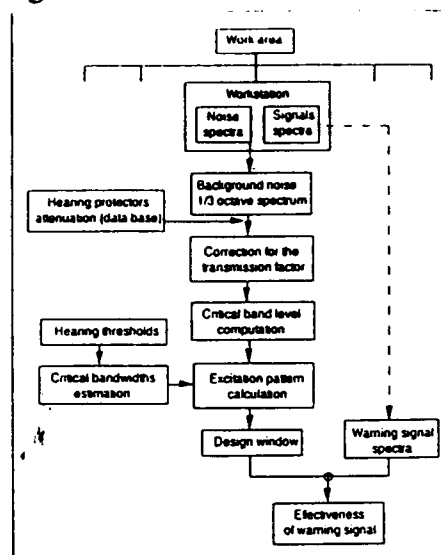 Work area
Workstation
Noise
spectra
Signals
spectra
Background noise
1/3 octave spectrum
Hearing protectors
attenuation (data base)
Correction for the
transmission factor
Critical band level
computation
Hearing thresholds
Critical bandwidths
estimation
Excitation pattern
calculation
Design window
Warning signal
spectra
Effectiveness
of warning signal